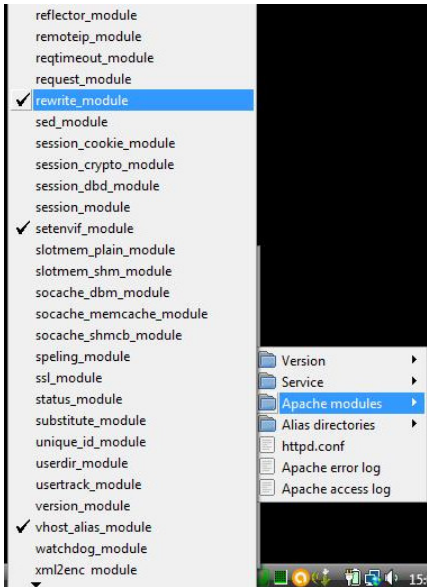 reflector_module
remoteip_module
reqtimeout_module
request_module
rewrite_module
sed_module
session_cookie_module
session_crypto_module
session_dbd_module
session_module
setenvif_module
slotmem_plain_module
slotmem_shm_module
socache_dbm_module
socache_memcache_module
socache_shmcb_module
speling_module
ssl_module
status_module
substitute_module
unique_id_module
userdir_module
usertrack_module
version_module
vhost_alias_module
watchdog_module
xml2enc_module
Version
Service
Apache modules
Alias directories
httpd.conf
Apache error log
Apache access log
15: